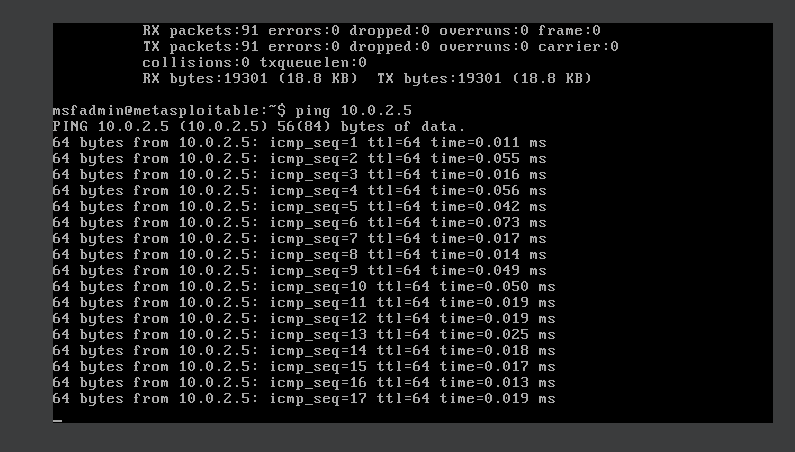 RX packets:91 errors:0 dropped:0 overruns:0 frame:0
TX packets:91 errors:0 dropped:0 overruns:0 carrier:0
collisions:0 txqueuelen:0
RX bytes:19301 (18.8 KB)  TX bytes:19301 (18.8 KB)
msfadmin@metasploitable:~$ ping 10.0.2.5
PING 10.0.2.5 (10.0.2.5) 56(84) bytes of data.
64 bytes from 10.0.2.5: icmp_seq=1 ttl=64 time=0.011 ms
64 bytes from 10.0.2.5: icmp_seq=2 ttl=64 time=0.055 ms
64 bytes from 10.0.2.5: icmp_seq=3 ttl=64 time=0.016 ms
64 bytes from 10.0.2.5: icmp_seq=4 ttl=64 time=0.056 ms
64 bytes from 10.0.2.5: icmp_seq=5 ttl=64 time=0.042 ms
64 bytes from 10.0.2.5: icmp_seq=6 ttl=64 time=0.073 ms
64 bytes from 10.0.2.5: icmp_seq=7 ttl=64 time=0.017 ms
64 bytes from 10.0.2.5: icmp_seq=8 ttl=64 time=0.014 ms
64 bytes from 10.0.2.5: icmp_seq=9 ttl=64 time=0.049 ms
64 bytes from 10.0.2.5: icmp_seq=10 ttl=64 time=0.050 ms
64 bytes from 10.0.2.5: icmp_seq=11 ttl=64 time=0.019 ms
64 bytes from 10.0.2.5: icmp_seq=12 ttl=64 time=0.019 ms
64 bytes from 10.0.2.5: icmp_seq=13 ttl=64 time=0.025 ms
64 bytes from 10.0.2.5: icmp_seq=14 ttl=64 time=0.018 ms
64 bytes from 10.0.2.5: icmp_seq=15 ttl=64 time=0.017 ms
64 bytes from 10.0.2.5: icmp_seq=16 ttl=64 time=0.013 ms
64 bytes from 10.0.2.5: icmp_seq=17 ttl=64 time=0.019 ms